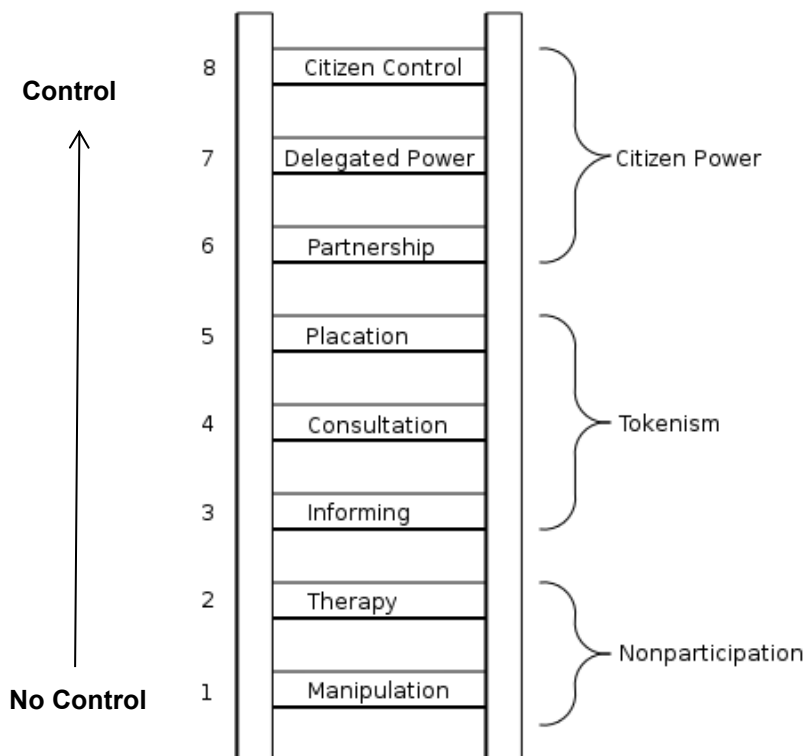 8 Citizen Control
Control
7 Delegated Power
Citizen Power
6 Partnership
5 Placation
4 Consultation
Tokenism
3 Informing
2 Therapy
Nonparticipation
No Control
1 Manipulation